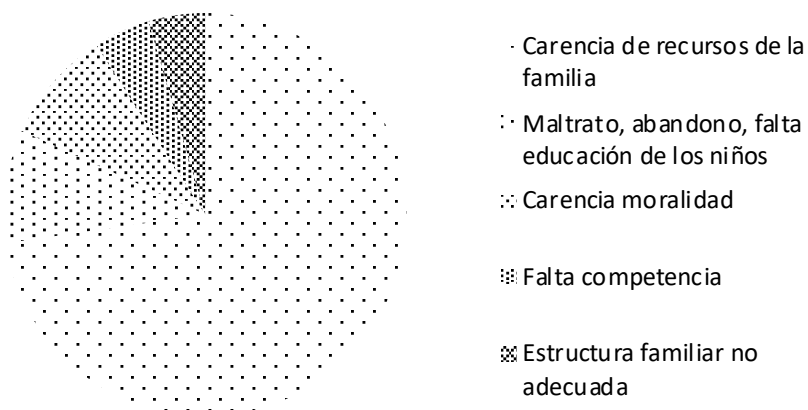 Carencia de recursos de la
familia
Maltrato, abandono, falta
educación de los niños
Carencia moralidad
Falta competencia
Estructura familiar no
adecuada